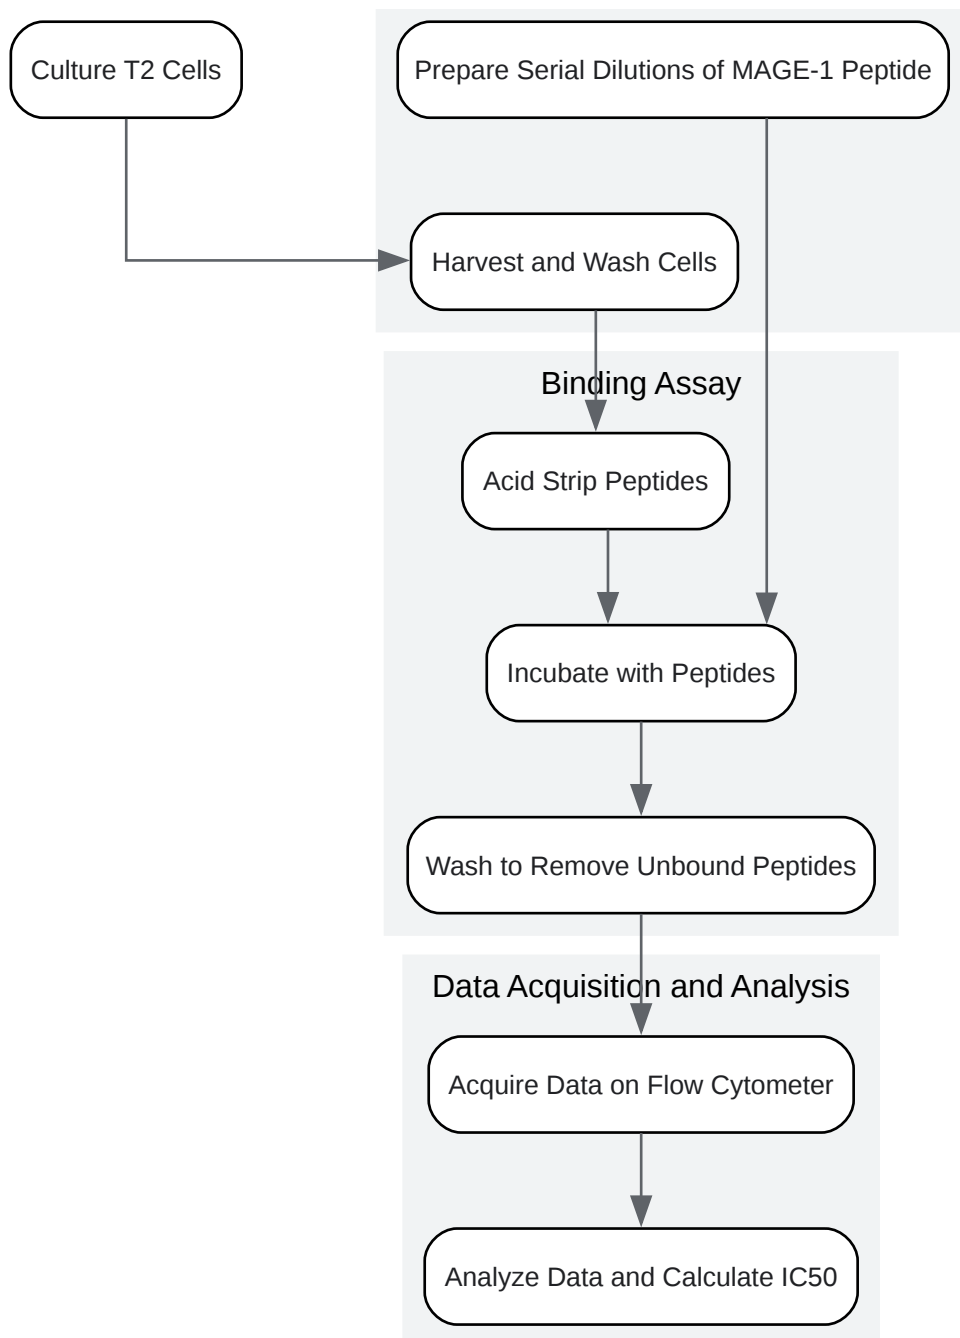 Culture T2 Cells
Prepare Serial Dilutions of MAGE-1 Peptide
Harvest and Wash Cells
Binding Assay
Acid Strip Peptides
Incubate with Peptides
Wash to Remove Unbound Peptides
Data Acquisition and Analysis
Acquire Data on Flow Cytometer
Analyze Data and Calculate IC50